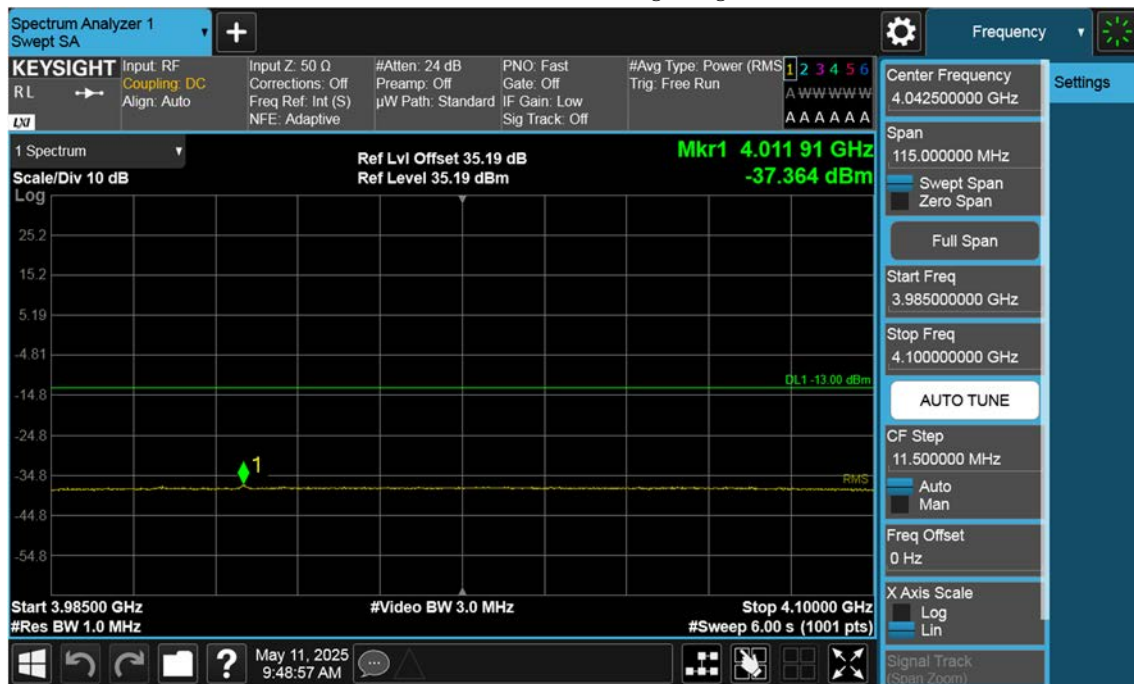 Spectrum Analyzer 1
Swept SA
Frequency
KEYSIGHT
RL
LXI
Input: RF
Coupling: DC
Align: Auto
Input Z: 50 Ω
Corrections: Off
Freq Ref: Int (S)
NFE: Adaptive
#Atten: 24 dB
Preamp: Off
µW Path: Standard
PNO: Fast
Gate: Off
IF Gain: Low
Sig Track: Off
#Avg Type: Power (RMS
Trig: Free Run
1 2 3 4 5 6
A W W W W W
A A A A A A
1 Spectrum
Scale/Div 10 dB
Ref Lvl Offset 35.19 dB
Ref Level 35.19 dBm
Mkr1 4.011 91 GHz
-37.364 dBm
Log
25.2
15.2
5.19
-4.81
DL1 -13.00 dBm
-14.8
-24.8
1
-34.8
RMS
-44.8
-54.8
Start 3.98500 GHz
#Res BW 1.0 MHz
#Video BW 3.0 MHz
Stop 4.10000 GHz
#Sweep 6.00 s (1001 pts)
Center Frequency
4.042500000 GHz
Span
115.000000 MHz
Swept Span
Zero Span
Full Span
Start Freq
3.985000000 GHz
Stop Freq
4.100000000 GHz
AUTO TUNE
CF Step
11.500000 MHz
Auto
Man
Freq Offset
0 Hz
X Axis Scale
Log
Lin
Signal Track
(Span Zoom)
Settings
?
May 11, 2025
9:48:57 AM